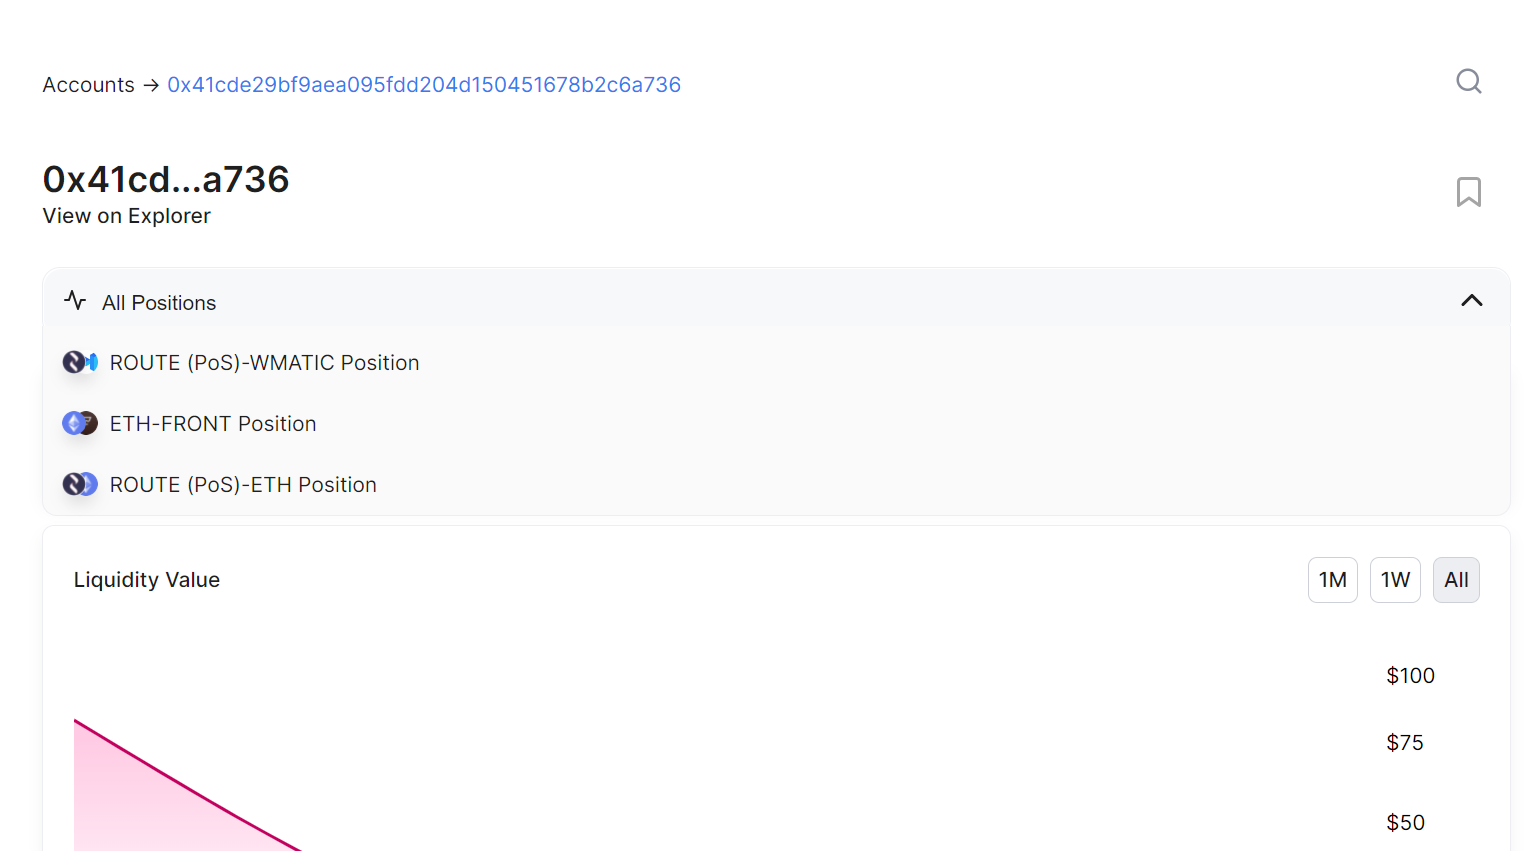 Accounts → 0x41cde29bf9aea095fdd204d150451678b2c6a736
0x41cd...a736
View on Explorer
All Positions
ROUTE (PoS)-WMATIC Position
ETH-FRONT Position
ROUTE (PoS)-ETH Position
Liquidity Value
1M 1W All
$100
$75
$50